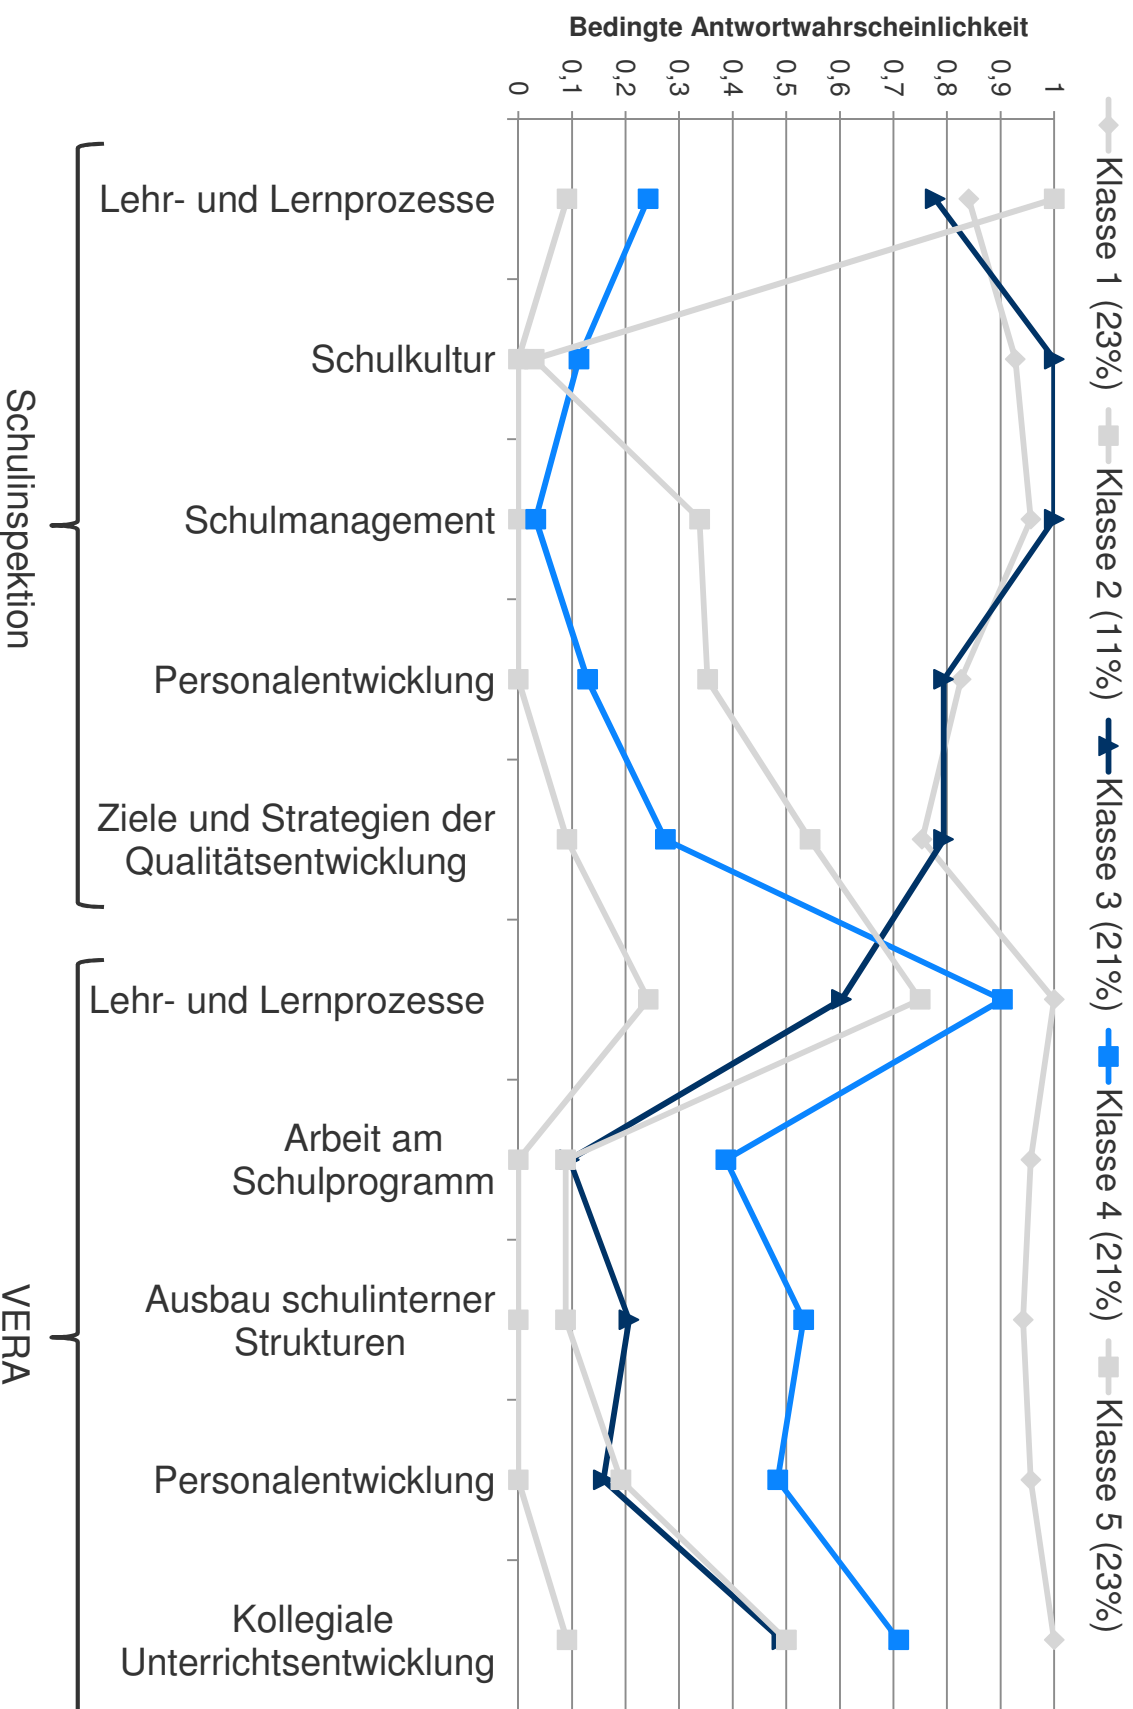 Bedingte Antwortwahrscheinlichkeit
0
0,1
0,2
0,3
0,4
0,5
0,6
0,7
0,8
0,9
1
Klasse 1 (23%)
Klasse 2 (11%)
Klasse 3 (21%)
Klasse 4 (21%)
Klasse 5 (23%)
Lehr- und Lernprozesse
Schulkultur
Schulmanagement
Personalentwicklung
Ziele und Strategien der
Qualitätsentwicklung
Lehr- und Lernprozesse
Arbeit am
Schulprogramm
Ausbau schulinterner
Strukturen
Personalentwicklung
Kollegiale
Unterrichtsentwicklung
Schulinspektion
VERA